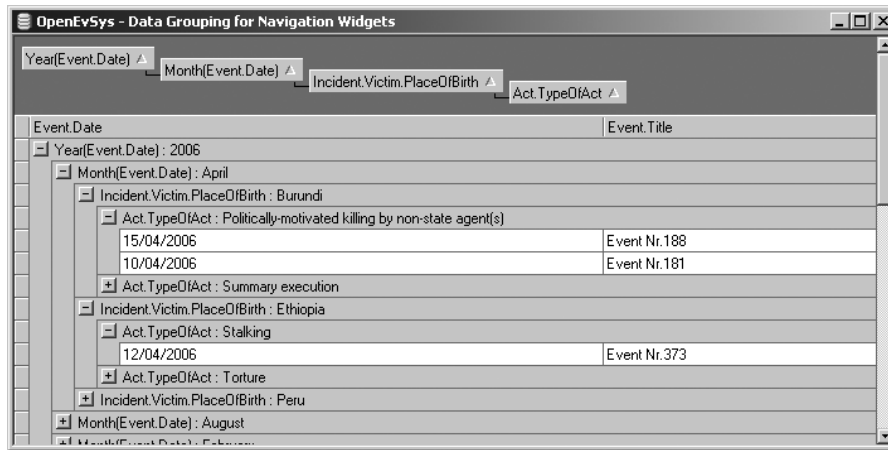 OpenEvSys - Data Grouping for Navigation Widgets
Year(Event.Date)
Month(Event.Date)
Incident.Victim.PlaceOfBirth
Act.TypeOfAct
Event.Date Event.Title
Year(Event.Date) : 2006
Month(Event.Date) : April
Incident.Victim.PlaceOfBirth : Burundi
Act.TypeOfAct : Politically-motivated killing by non-state agent(s)
15/04/2006 Event Nr.188
10/04/2006 Event Nr.181
Act.TypeOfAct : Summary execution
Incident.Victim.PlaceOfBirth : Ethiopia
Act.TypeOfAct : Stalking
12/04/2006 Event Nr.373
Act.TypeOfAct : Torture
Incident.Victim.PlaceOfBirth : Peru
Month(Event.Date) : August
Month(Event.Date) : February